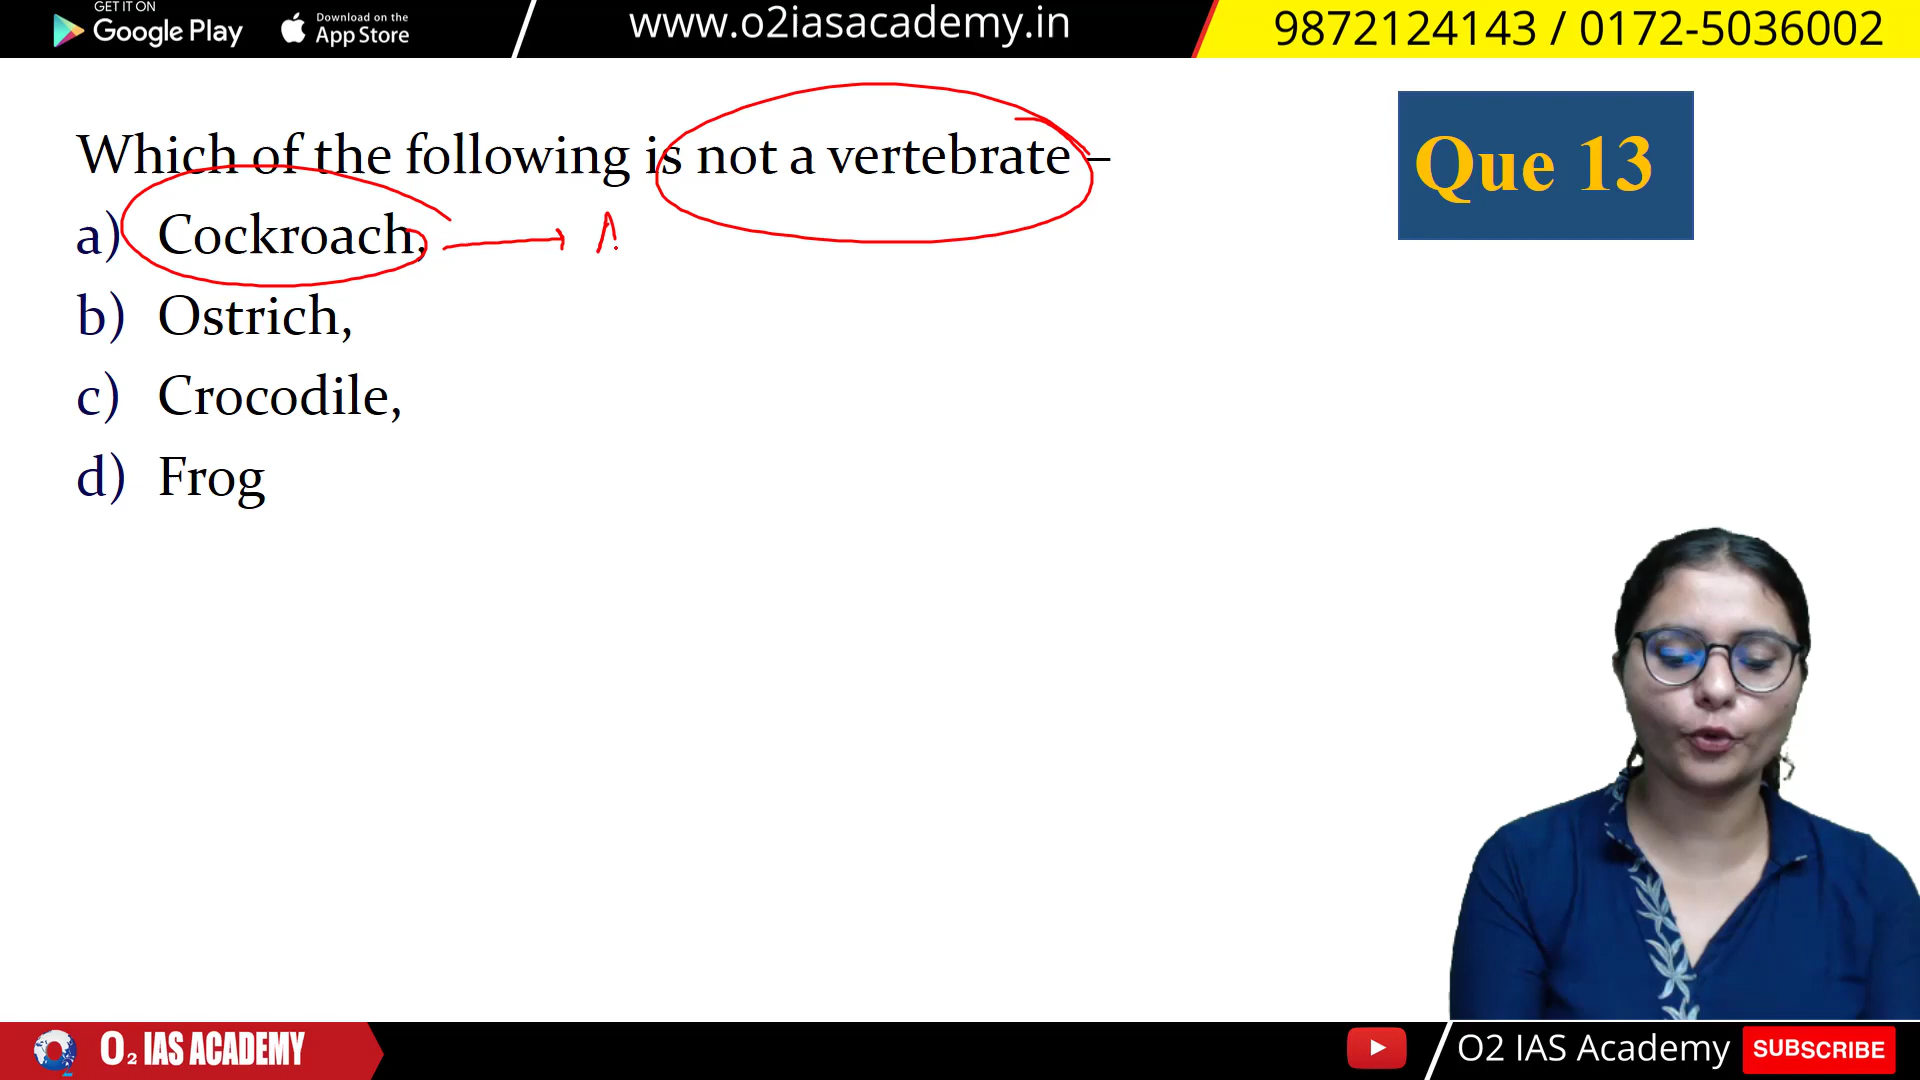 GET IT ON
Google Play
Download on the
App Store
www.o2iasacademy.in
9872124143 / 0172-5036002
Which of the following is not a vertebrate –
Que 13
a) Cockroach, → A
b) Ostrich,
c) Crocodile,
d) Frog
O2 IAS ACADEMY
O2 IAS Academy
SUBSCRIBE